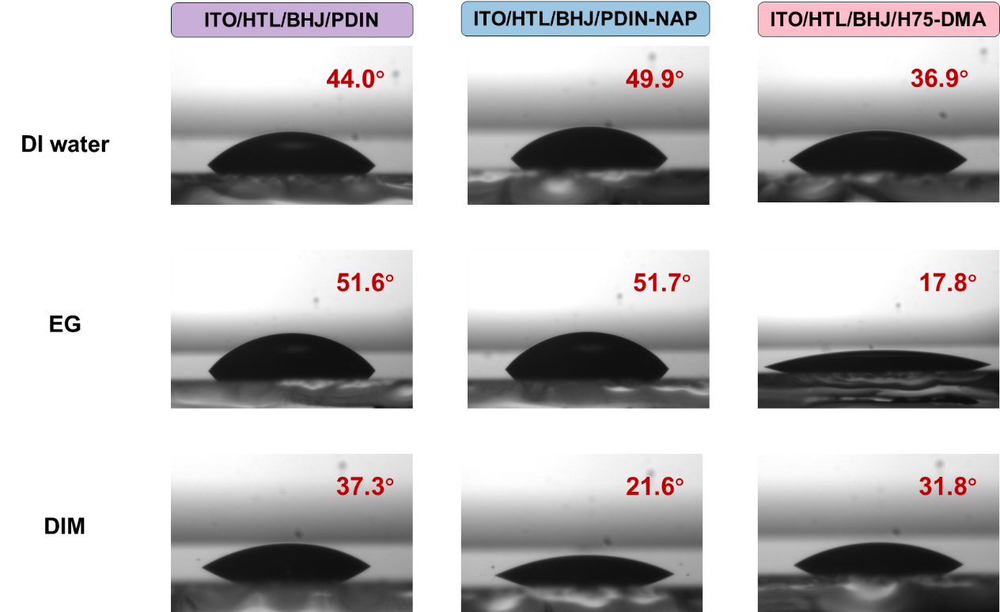 ITO/HTL/BHJ/PDIN
ITO/HTL/BHJ/PDIN-NAP
ITO/HTL/BHJ/H75-DMA
DI water
44.0°
49.9°
36.9°
EG
51.6°
51.7°
17.8°
DIM
37.3°
21.6°
31.8°